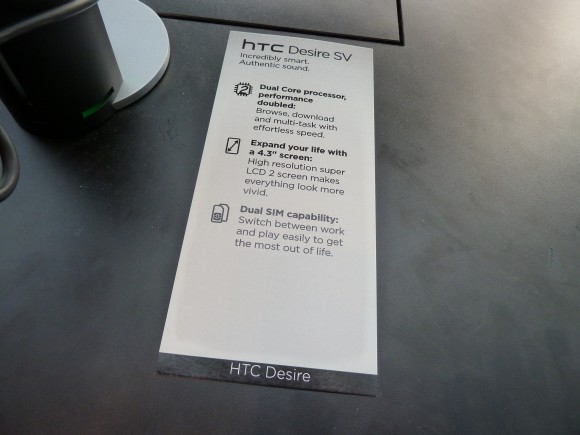 hTC Desire SV
Incredibly smart.
Authentic sound.
2
Dual Core processor,
performance
doubled:
Browse, download
and multi-task with
effortless speed.
Expand your life with
a 4.3" screen:
High resolution super
LCD 2 screen makes
everything look more
vivid.
Dual SIM capability:
Switch between work
and play easily to get
the most out of life.
HTC Desire